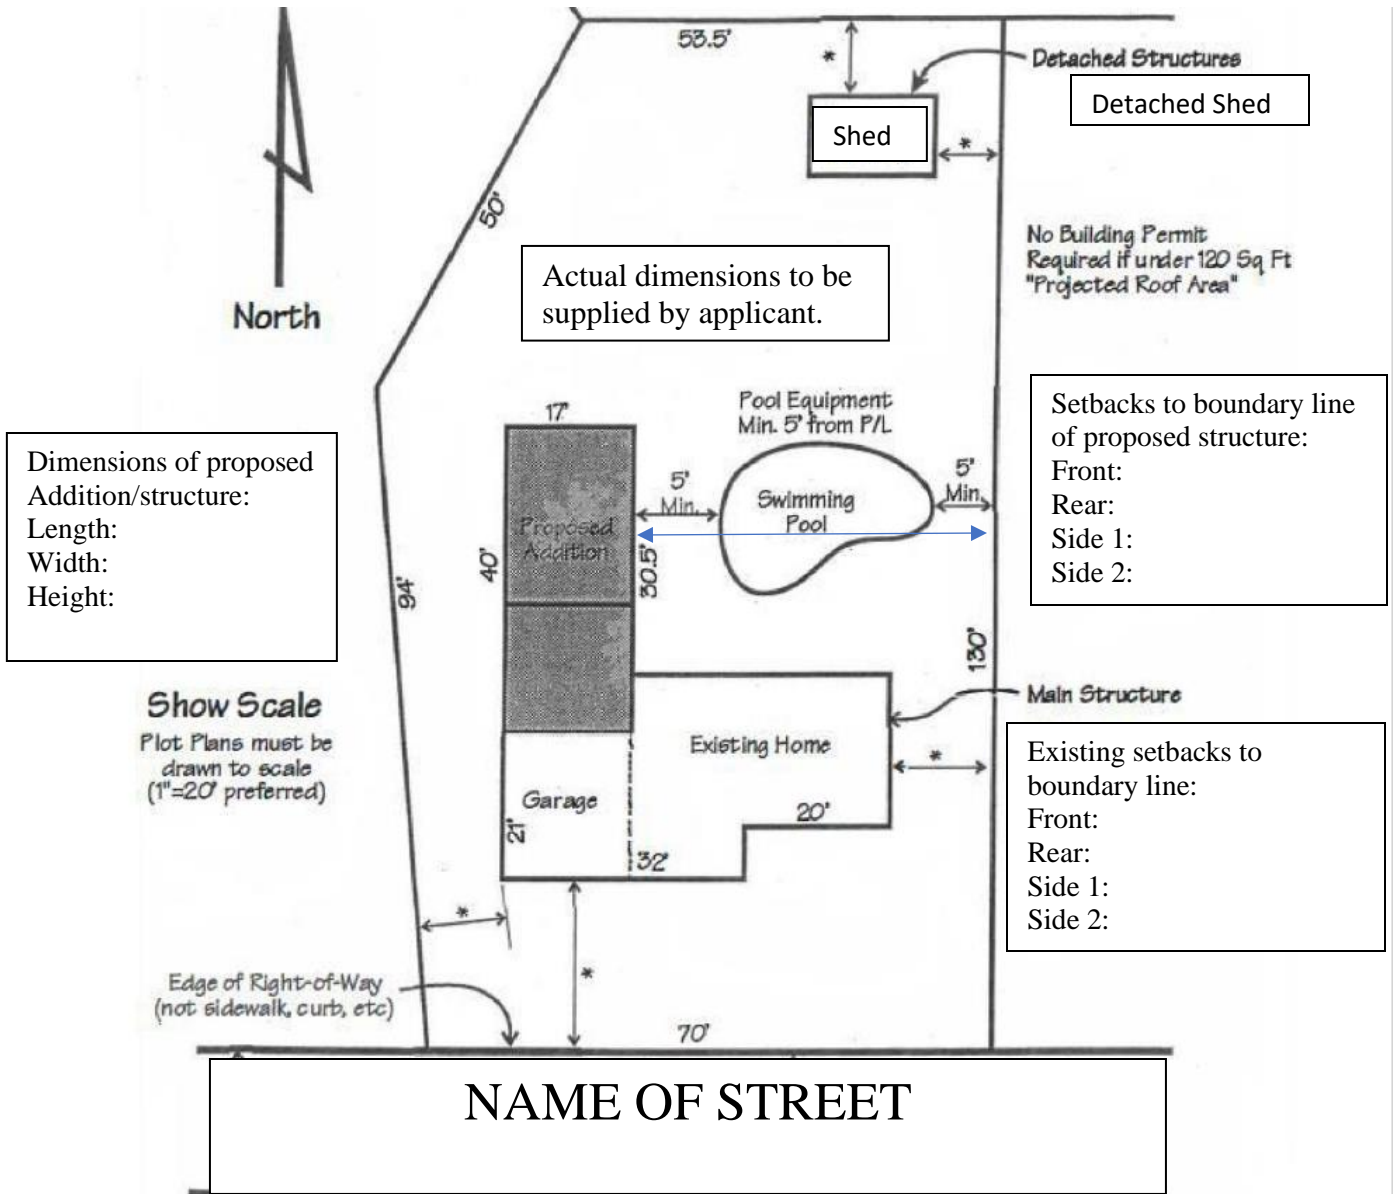 53.5'
*
Detached Structures
Detached Shed
Shed
*
50'
No Building Permit
Required if under 120 Sq Ft
"Projected Roof Area"
North
Actual dimensions to be
supplied by applicant.
Pool Equipment
Min. 5' from P/L
17'
Setbacks to boundary line
of proposed structure:
Front:
Rear:
Side 1:
Side 2:
Dimensions of proposed
Addition/structure:
Length:
Width:
Height:
5'
Min.
Swimming
Pool
5'
Min.
Proposed
Addition
40'
30.5'
94'
130'
Show Scale
Plot Plans must be
drawn to scale
(1"=20' preferred)
Main Structure
Existing Home
*
Existing setbacks to
boundary line:
Front:
Rear:
Side 1:
Side 2:
Garage
21'
20'
32'
*
*
Edge of Right-of-Way
(not sidewalk, curb, etc)
70'
NAME OF STREET